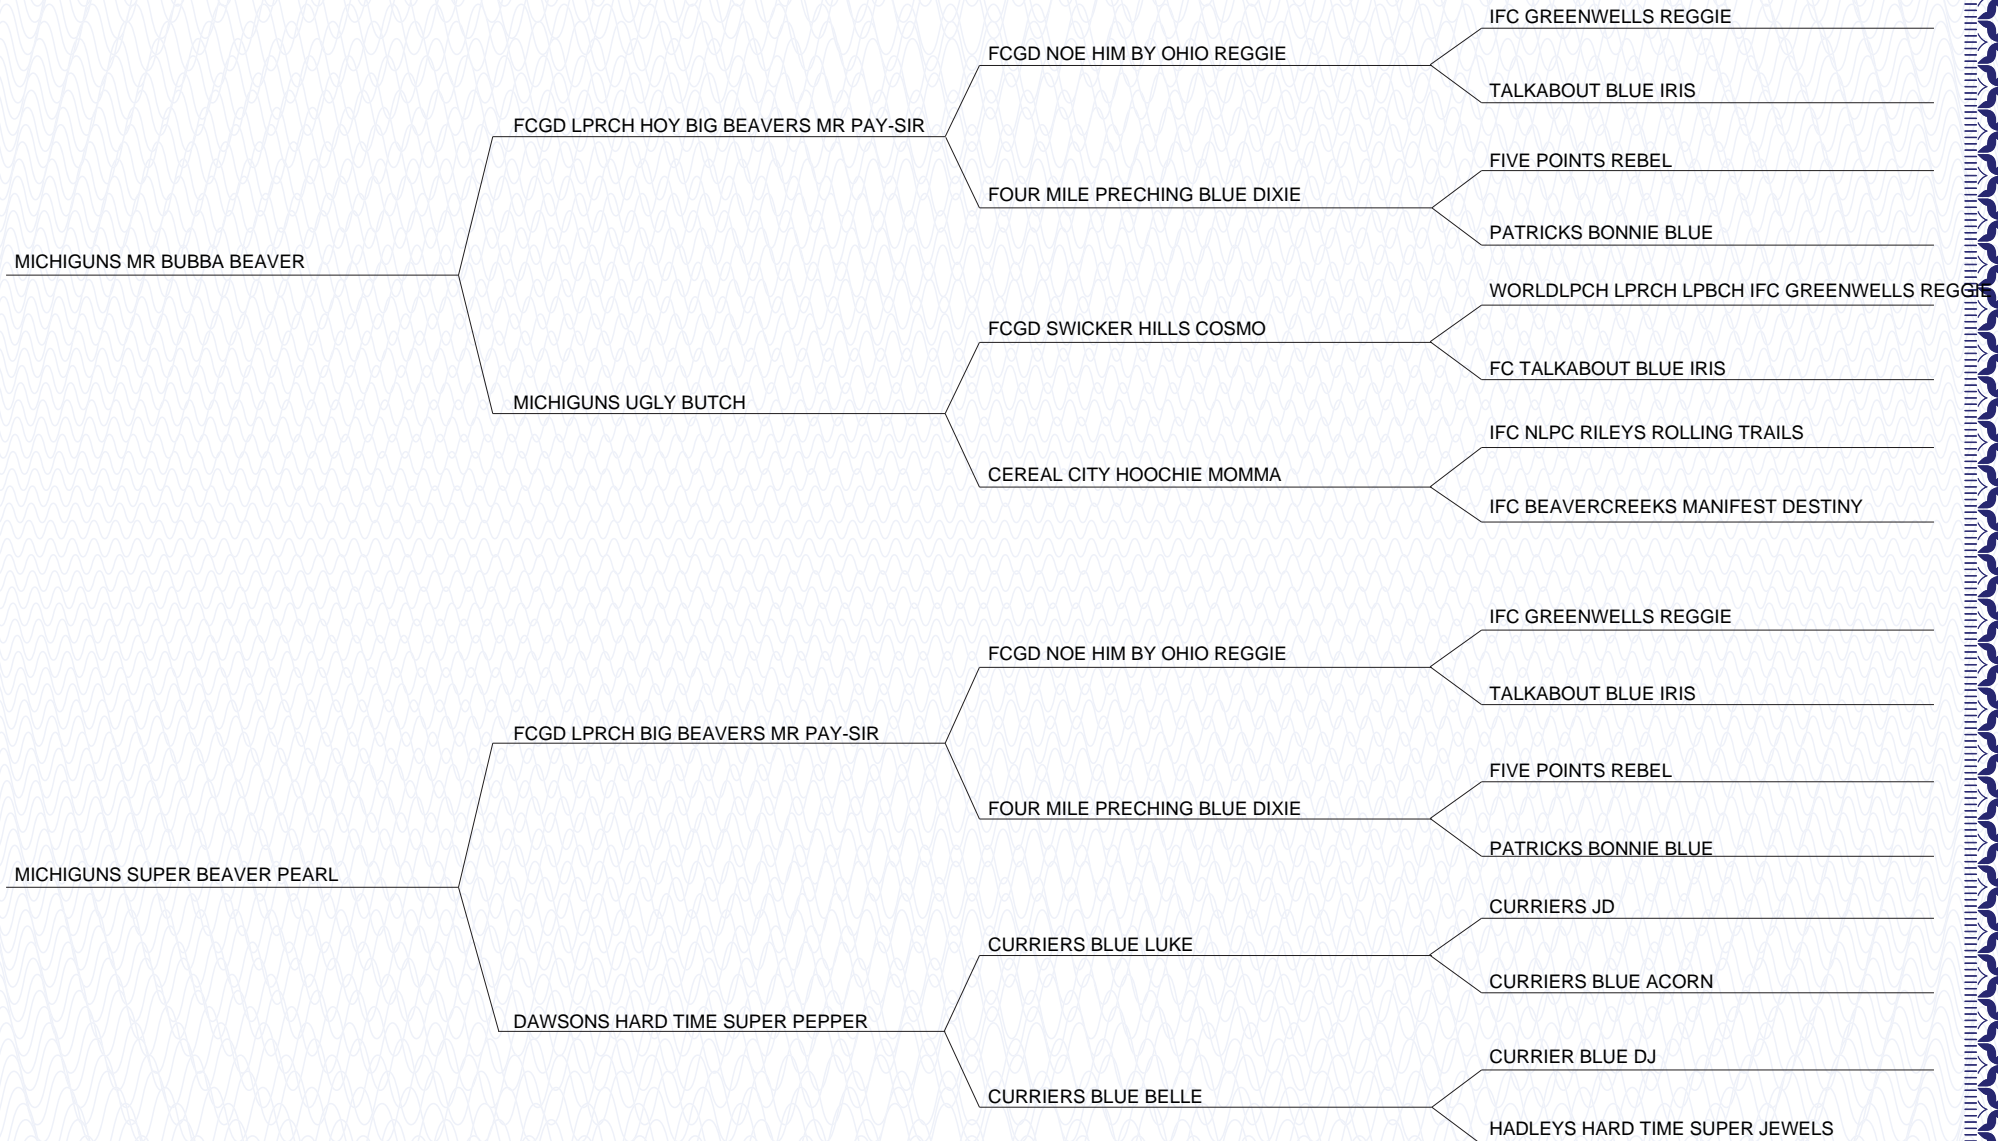 IFC GREENWELLS REGGIE
FCGD NOE HIM BY OHIO REGGIE
TALKABOUT BLUE IRIS
FCGD LPRCH HOY BIG BEAVERS MR PAY-SIR
FIVE POINTS REBEL
FOUR MILE PRECHING BLUE DIXIE
PATRICKS BONNIE BLUE
MICHIGUNS MR BUBBA BEAVER
WORLDLPCH LPRCH LPBCH IFC GREENWELLS REGGIE
FCGD SWICKER HILLS COSMO
FC TALKABOUT BLUE IRIS
MICHIGUNS UGLY BUTCH
IFC NLPC RILEYS ROLLING TRAILS
CEREAL CITY HOOCHIE MOMMA
IFC BEAVERCREEKS MANIFEST DESTINY
IFC GREENWELLS REGGIE
FCGD NOE HIM BY OHIO REGGIE
TALKABOUT BLUE IRIS
FCGD LPRCH BIG BEAVERS MR PAY-SIR
FIVE POINTS REBEL
FOUR MILE PRECHING BLUE DIXIE
PATRICKS BONNIE BLUE
MICHIGUNS SUPER BEAVER PEARL
CURRIERS JD
CURRIERS BLUE LUKE
CURRIERS BLUE ACORN
DAWSONS HARD TIME SUPER PEPPER
CURRIER BLUE DJ
CURRIERS BLUE BELLE
HADLEYS HARD TIME SUPER JEWELS